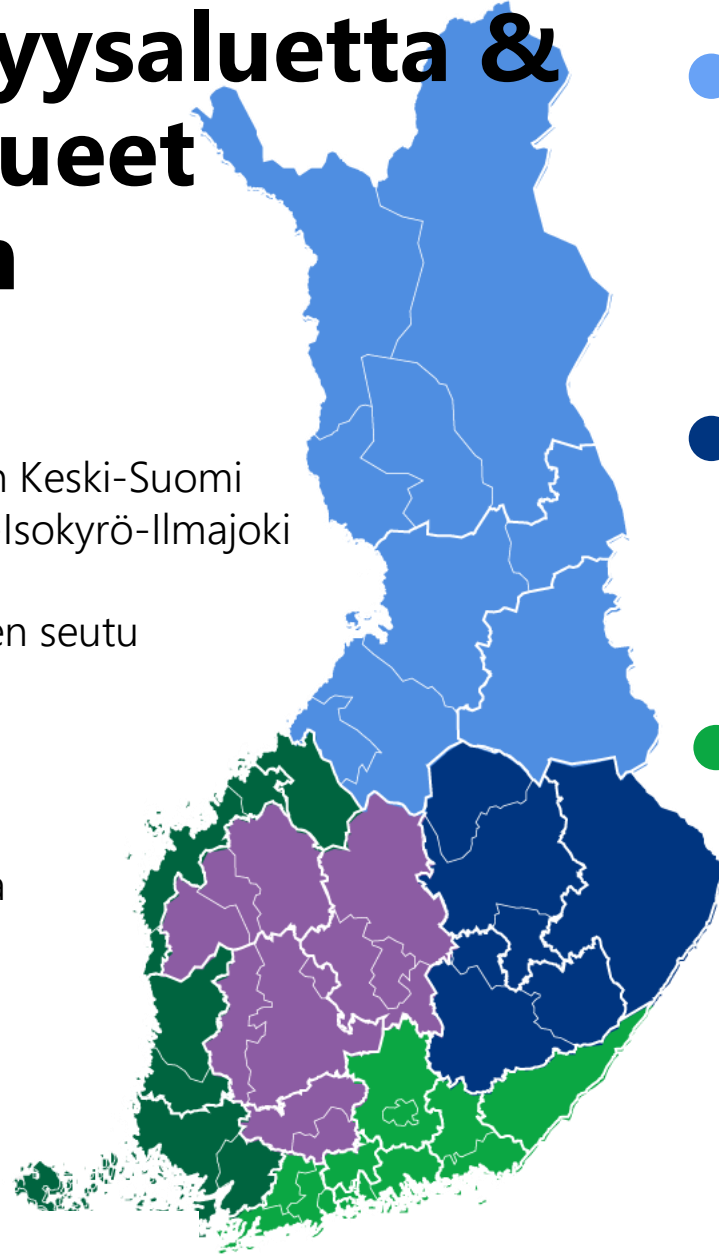 yysaluetta &
ueet
n
n Keski-Suomi
Isokyrö-Ilmajoki
en seutu
a